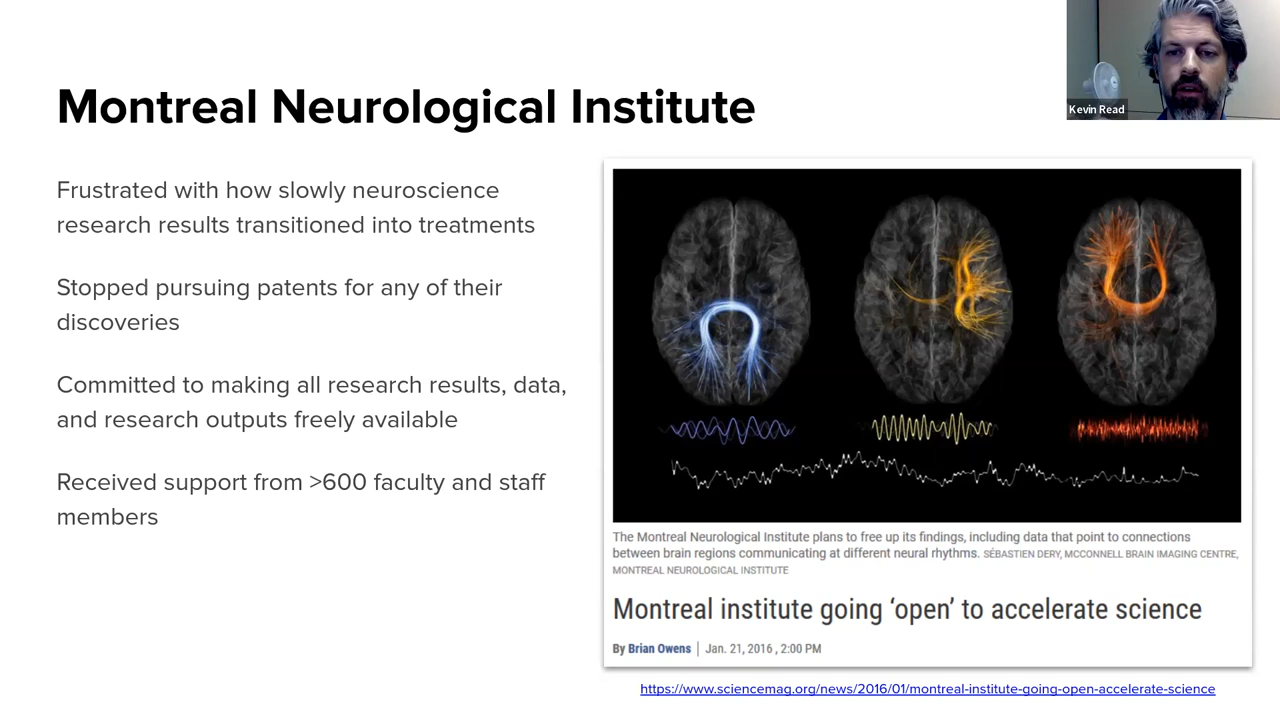 Montreal Neurological Institute
Kevin Read
Frustrated with how slowly neuroscience
research results transitioned into treatments
Stopped pursuing patents for any of their
discoveries
Committed to making all research results, data,
and research outputs freely available
Received support from >600 faculty and staff
members
The Montreal Neurological Institute plans to free up its findings, including data that point to connections
between brain regions communicating at different neural rhythms. SÉBASTIEN DERY, MCCONNELL BRAIN IMAGING CENTRE,
MONTREAL NEUROLOGICAL INSTITUTE
Montreal institute going ‘open’ to accelerate science
By Brian Owens | Jan. 21, 2016 , 2:00 PM
https://www.sciencemag.org/news/2016/01/montreal-institute-going-open-accelerate-science